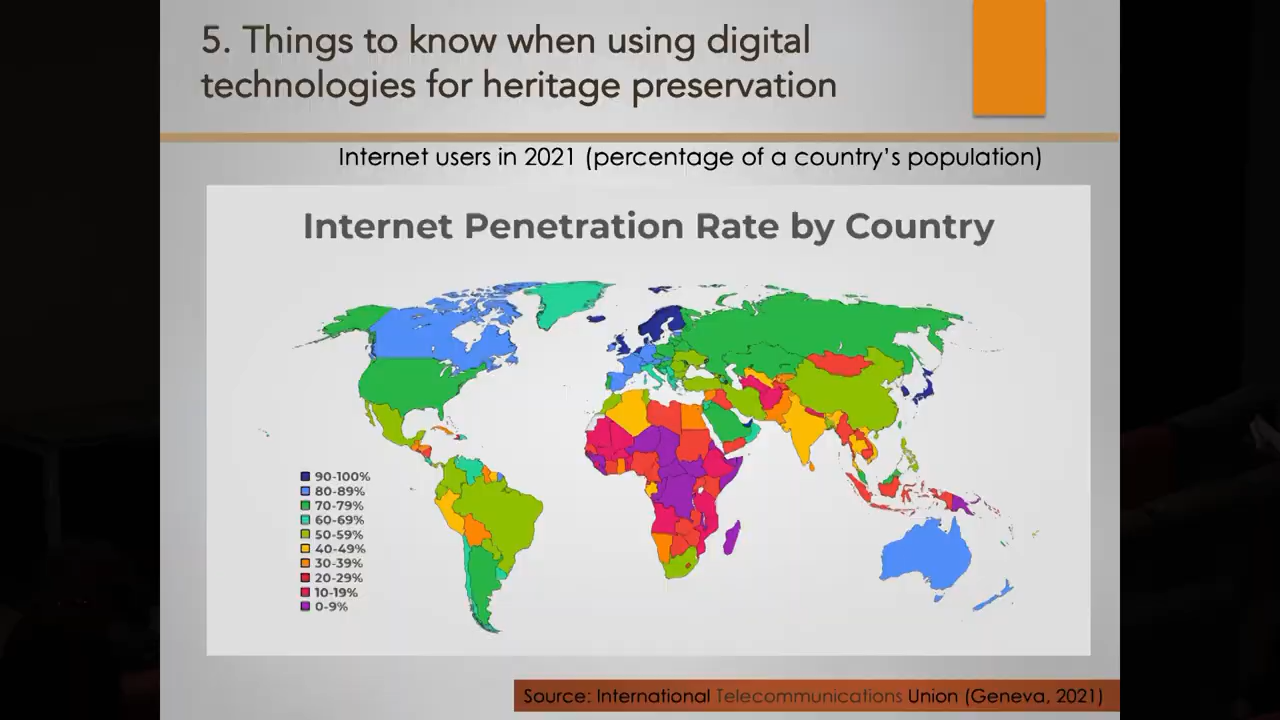 5. Things to know when using digital
technologies for heritage preservation
Internet users in 2021 (percentage of a country's population)
Internet Penetration Rate by Country
90-100%
80-89%
70-79%
60-69%
50-59%
40-49%
30-39%
20-29%
10-19%
0-9%
Source: International Telecommunications Union (Geneva, 2021)